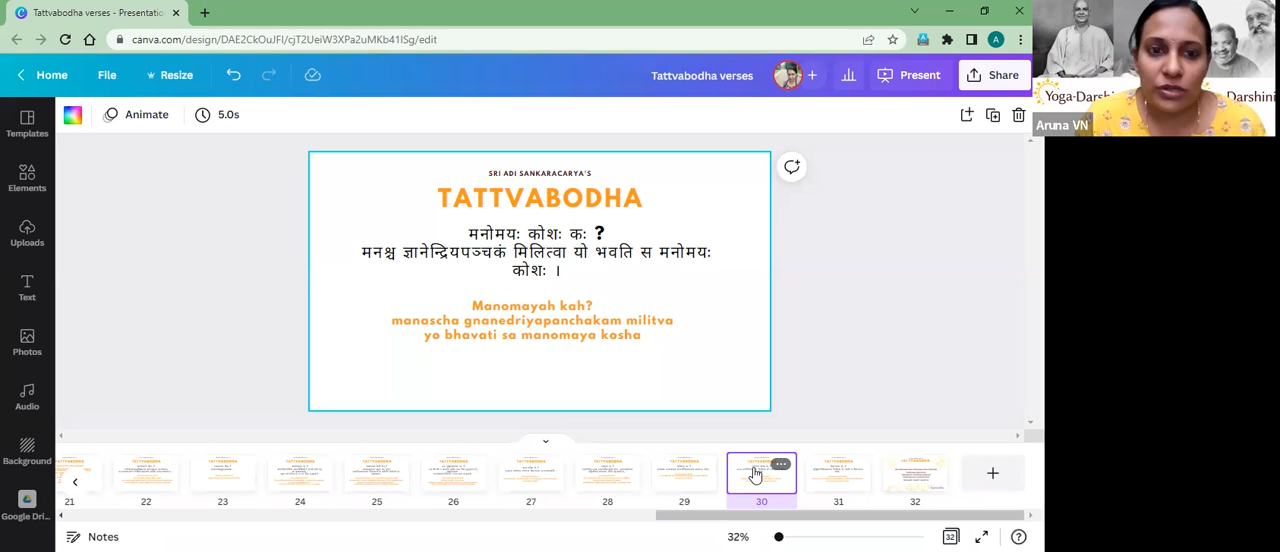 Tattvabodha verses - Presentatio
canva.com/design/DAE2CkOuJFI/cjT2UeiW3XPa2uMKb41ISg/edit
A
Home
File
Resize
Tattvabodha verses
Present
Share
Animate
5.0s
Templates
Elements
Uploads
Text
Photos
Audio
Background
Google Dri...
SRI ADI SANKARACARYA'S
TATTVABODHA
मनोमयः कोशः कः ?
मनश्च ज्ञानेन्द्रियपञ्चकं मिलित्वा यो भवति स मनोमयः
कोशः ।
Manomayah kah?
manascha gnanedriyapanchakam militva
yo bhavati sa manomaya kosha
21 22 23 24 25 26 27 28 29 30 31 32
Notes
32%
32
Yoga-Darshi
Darshini
Aruna VN